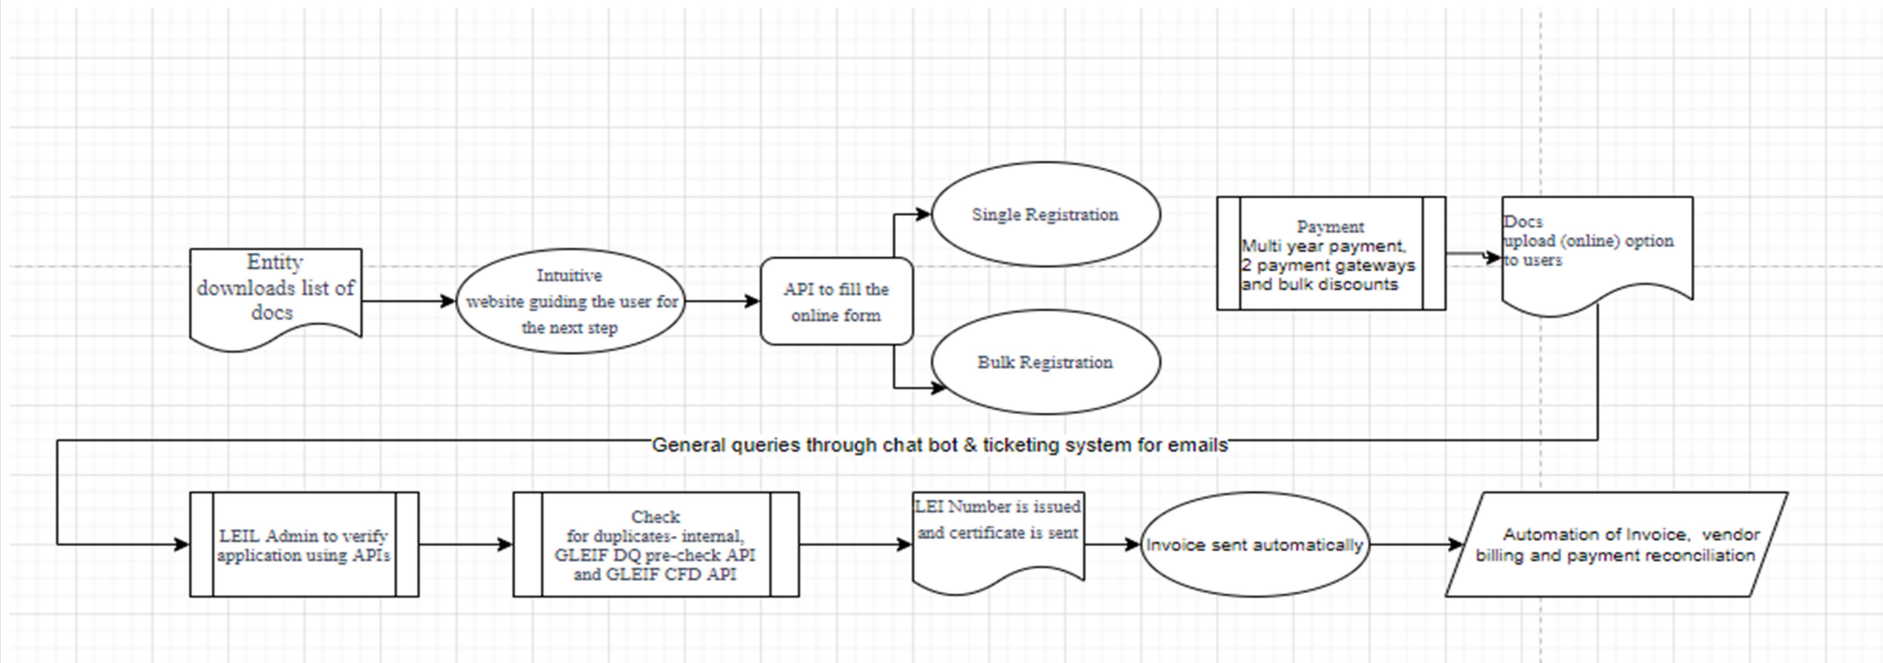 Entity
downloads list of
docs
Intuitive
website guiding the user for
the next step
API to fill the
online form
Single Registration
Bulk Registration
Payment
Multi year payment,
2 payment gateways
and bulk discounts
Docs
upload (online) option
to users
General queries through chat bot & ticketing system for emails
LEIL Admin to verify
application using APIs
Check
for duplicates- internal,
GLEIF DQ pre-check API
and GLEIF CFD API
LEI Number is issued
and certificate is sent
Invoice sent automatically
Automation of Invoice, vendor
billing and payment reconciliation